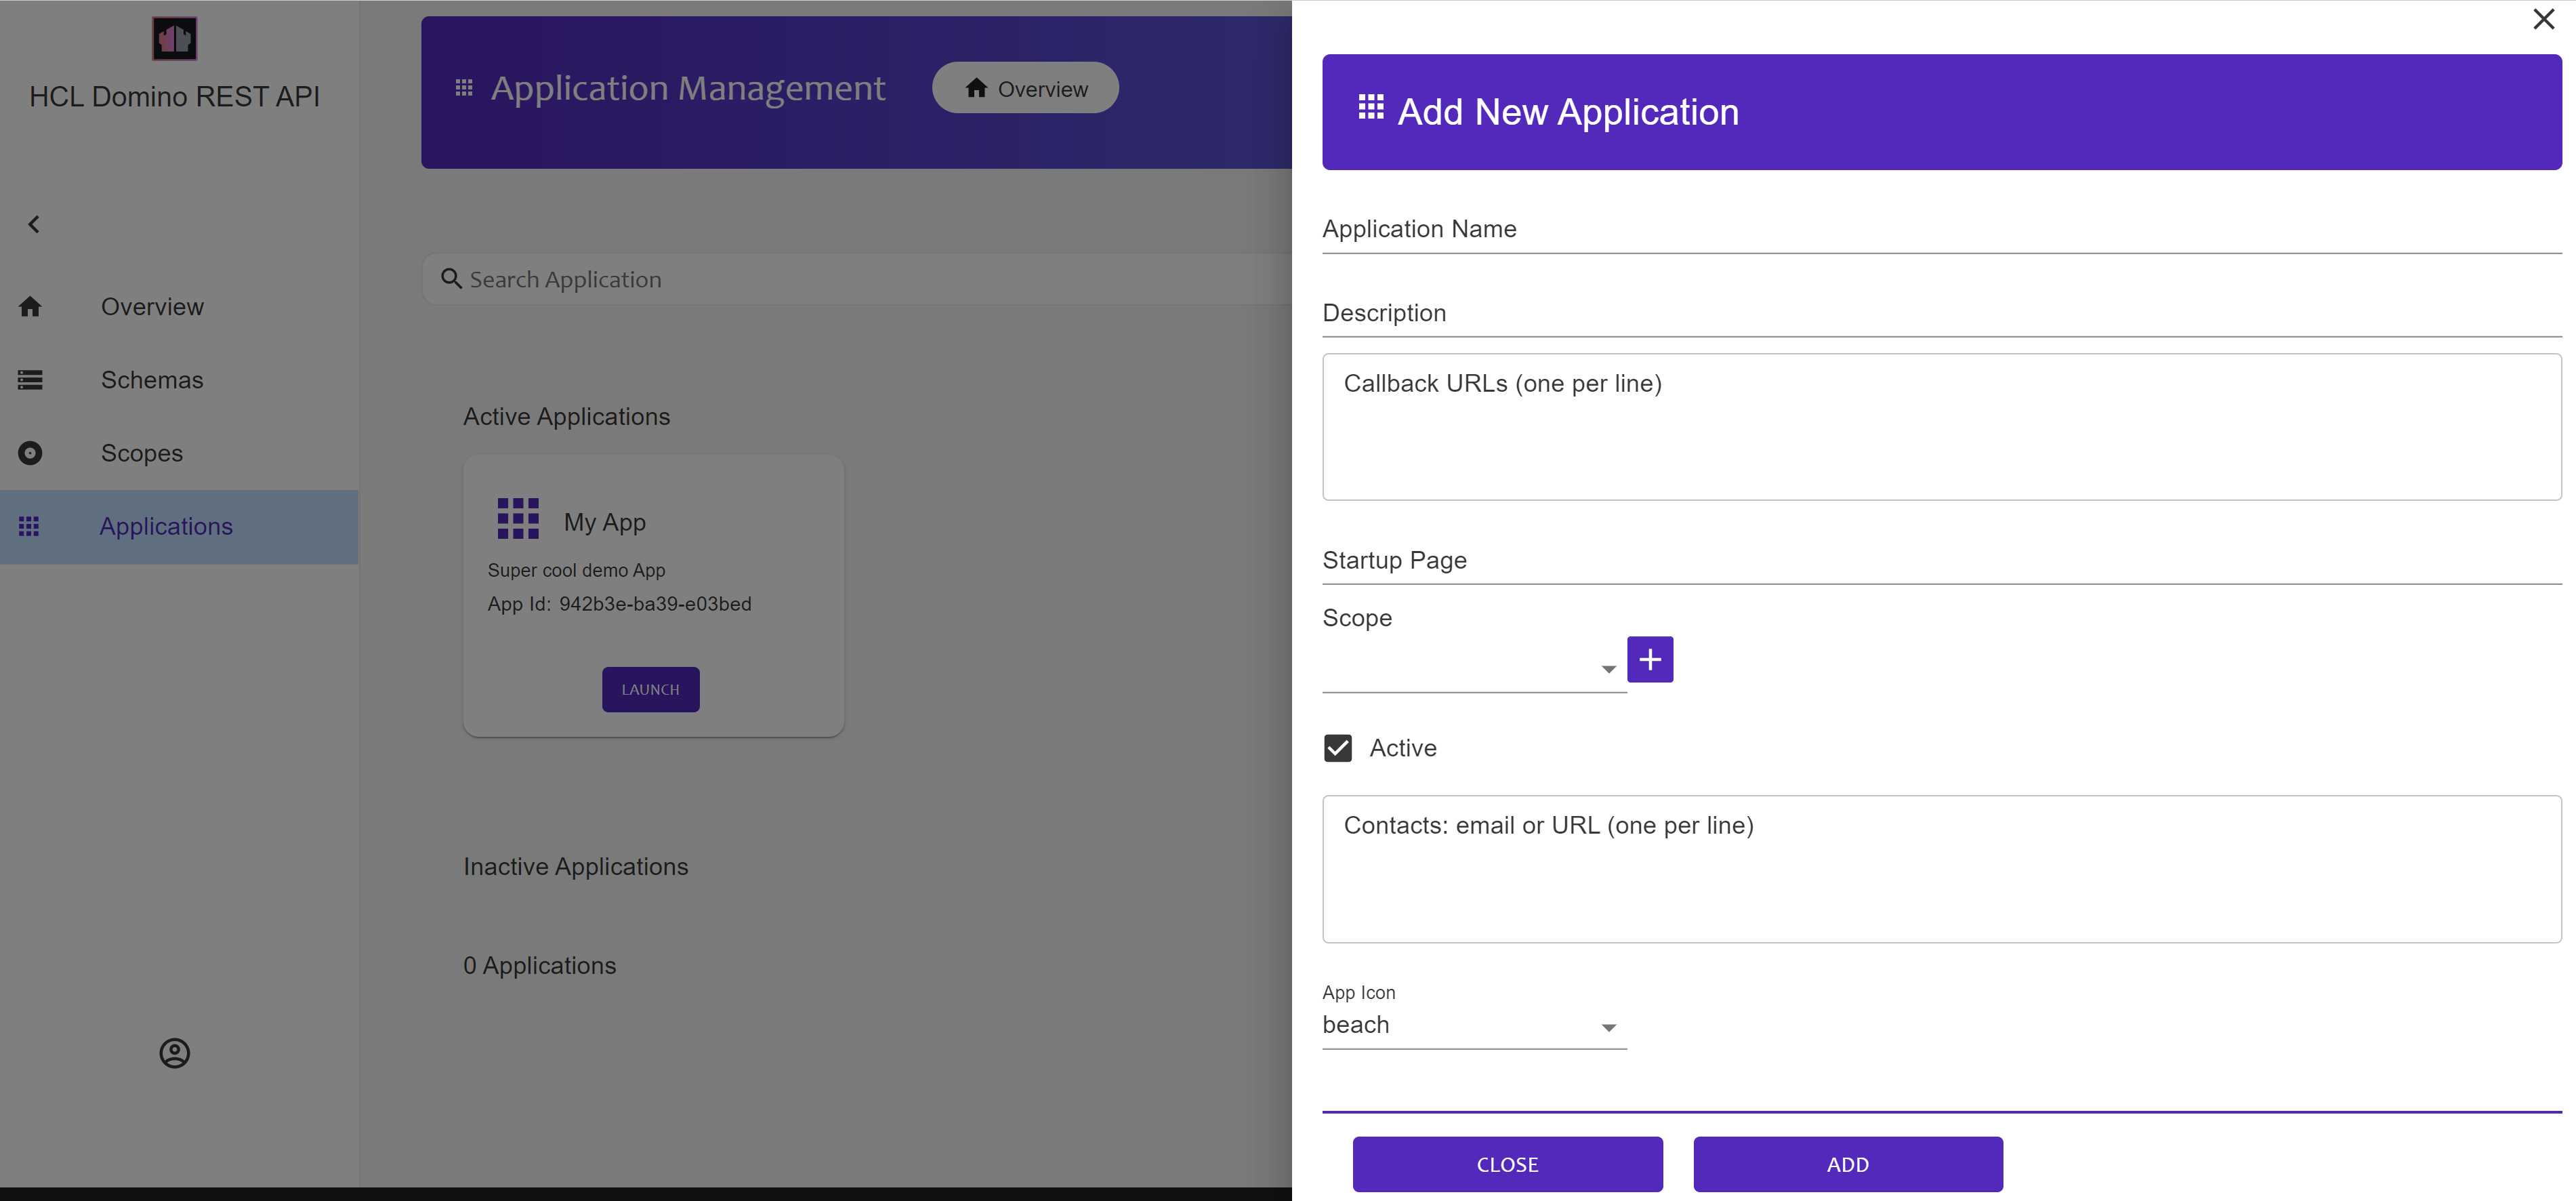 HCL Domino REST API
Overview
Schemas
Scopes
Applications
Application Management
Overview
Search Application
Active Applications
My App
Super cool demo App
App Id: 942b3e-ba39-e03bed
LAUNCH
Inactive Applications
0 Applications
Add New Application
Application Name
Description
Callback URLs (one per line)
Startup Page
Scope
Active
Contacts: email or URL (one per line)
App Icon
beach
CLOSE
ADD